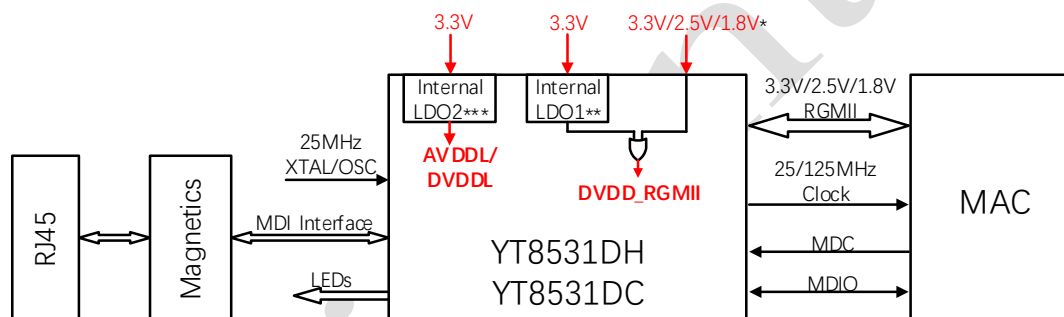 3.3V
3.3V
3.3V/2.5V/1.8V*
Internal
LDO2***
Internal
LDO1**
3.3V/2.5V/1.8V
RGMII
AVDDL/
DVDDL
25MHz
XTAL/OSC
DVDD_RGMII
25/125MHz
Clock
RJ45
Magnetics
MDI Interface
MAC
YT8531DH
YT8531DC
MDC
LEDs
MDIO